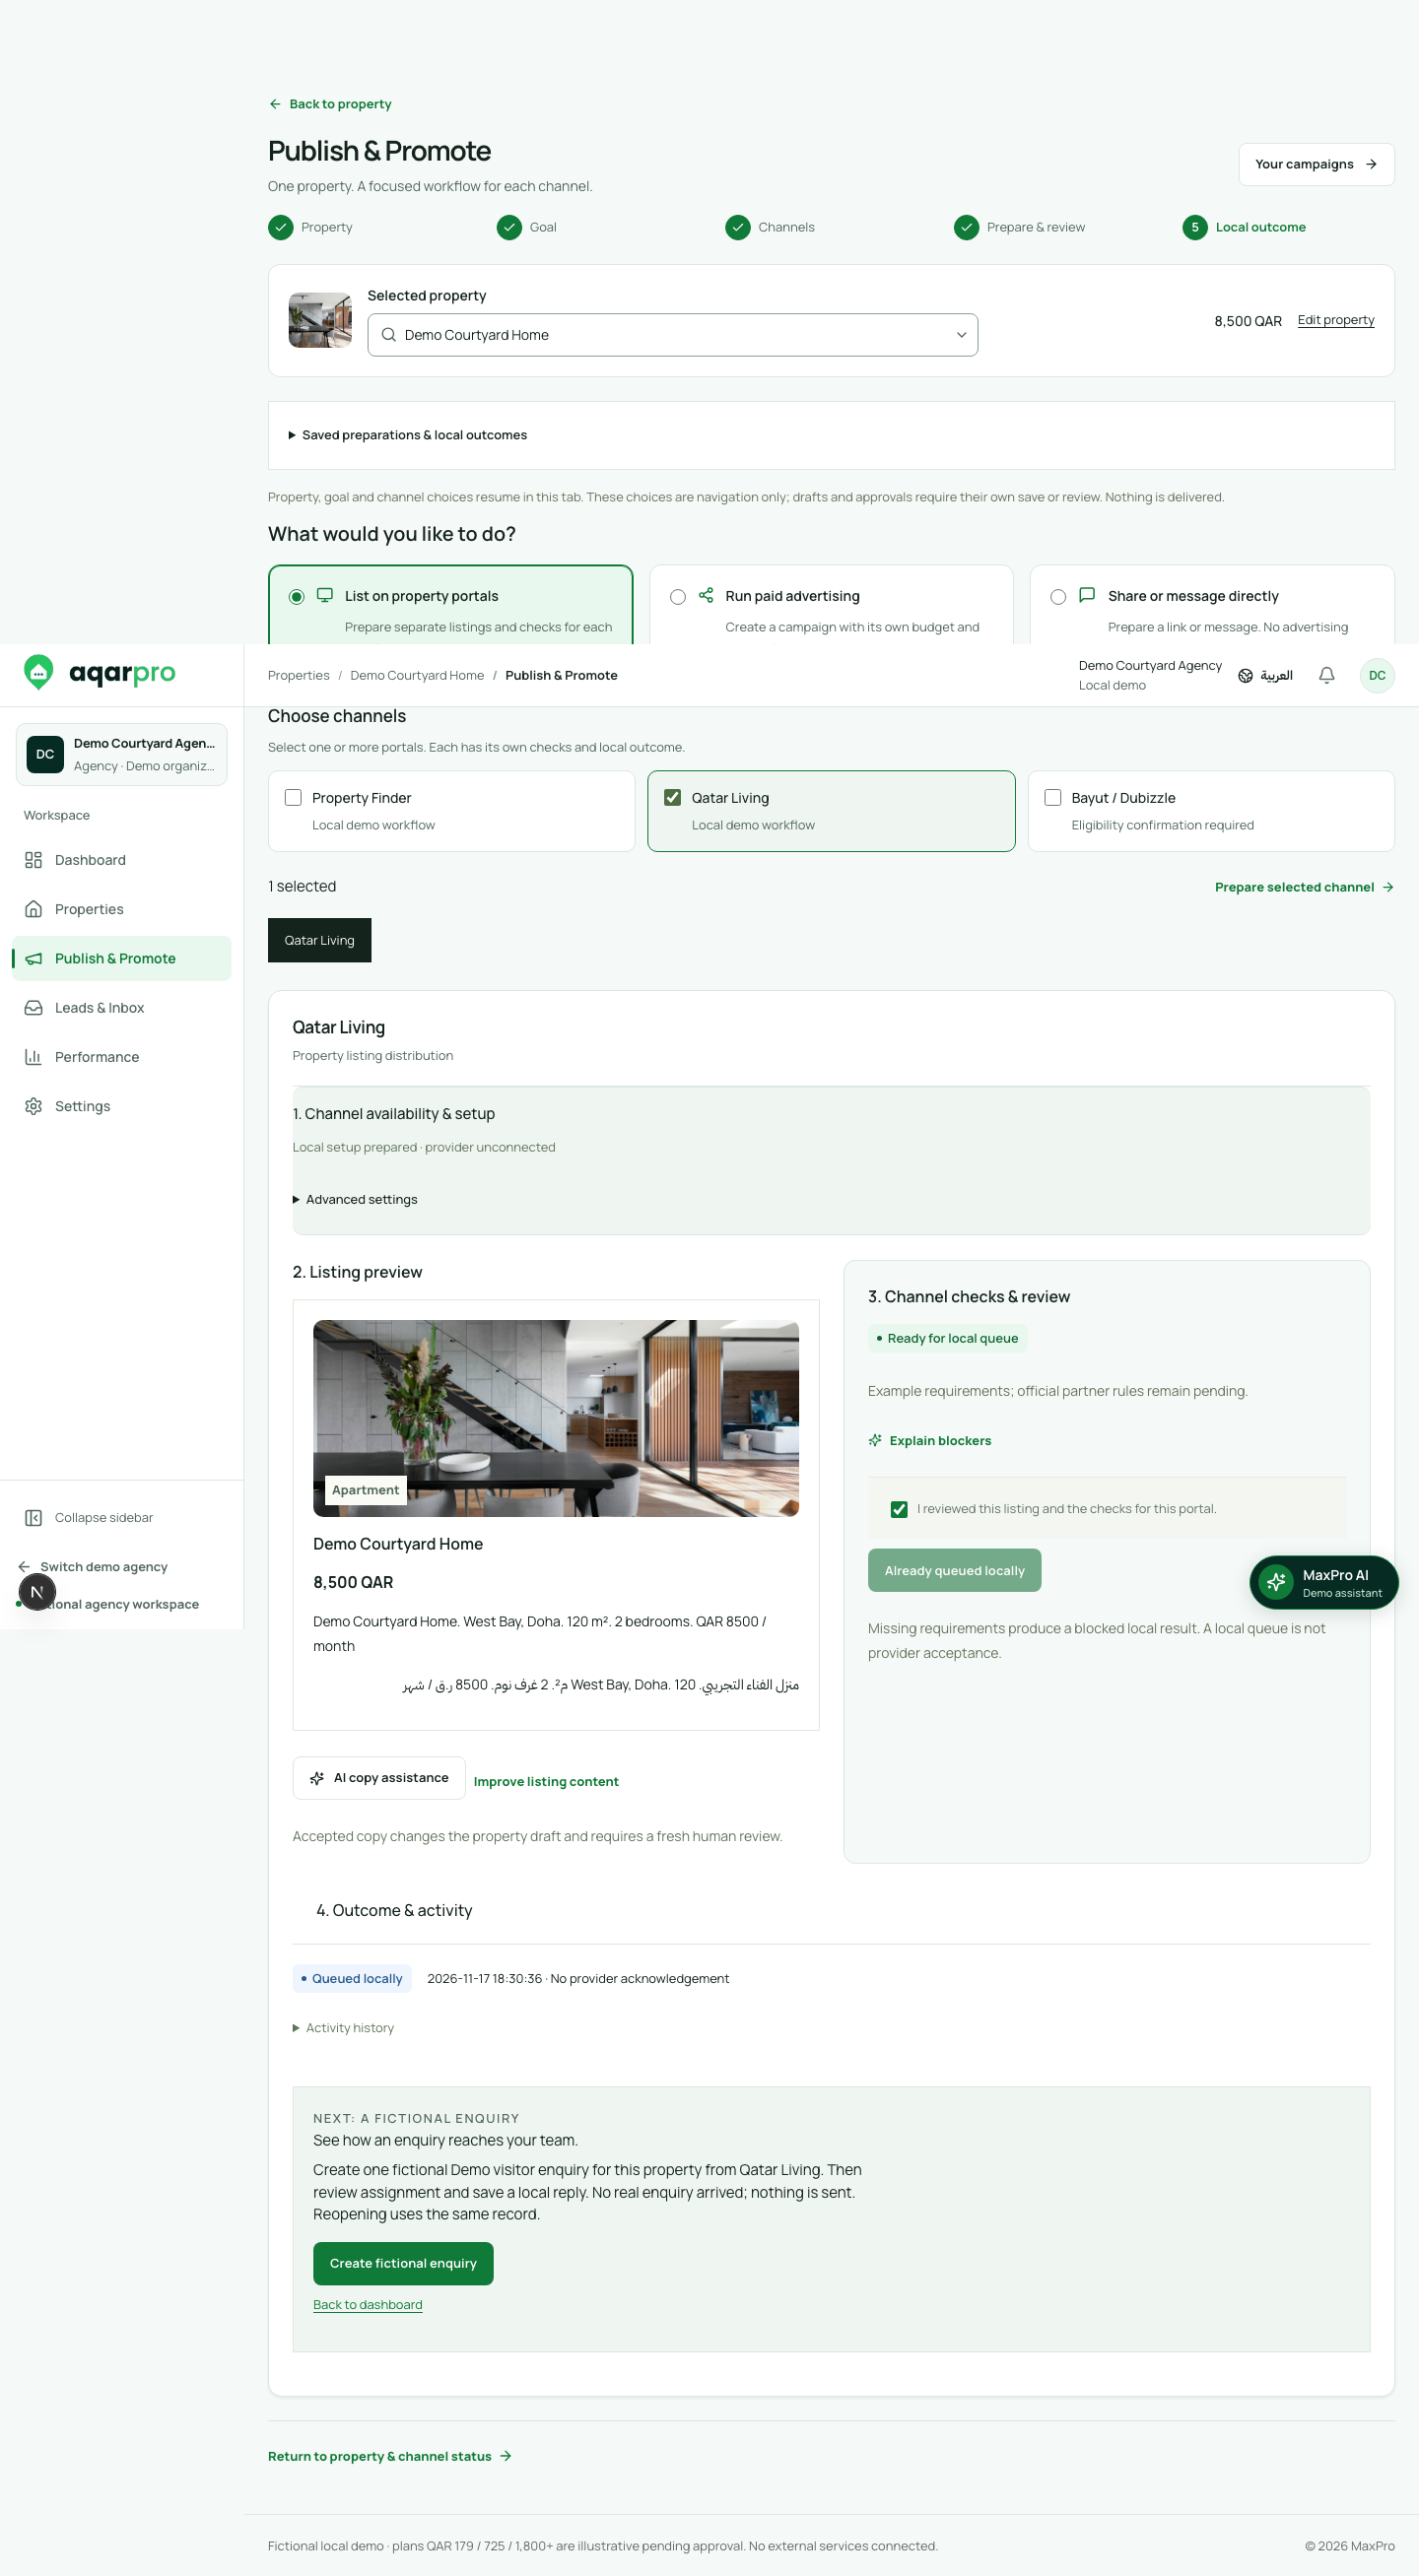 Back to property
Publish & Promote
One property. A focused workflow for each channel.
Your campaigns
Property
Goal
Channels
Prepare & review
5
Local outcome
Selected property
Demo Courtyard Home
8,500 QAR
Edit property
Saved preparations & local outcomes
Property, goal and channel choices resume in this tab. These choices are navigation only; drafts and approvals require their own save or review. Nothing is delivered.
What would you like to do?
List on property portals
Prepare separate listings and checks for each
Run paid advertising
Create a campaign with its own budget and
Share or message directly
Prepare a link or message. No advertising
aqarpro
Properties / Demo Courtyard Home / Publish & Promote
Demo Courtyard Agency
Local demo
العربية
DC
DC
Demo Courtyard Agen...
Agency · Demo organiz...
Workspace
Dashboard
Properties
Publish & Promote
Leads & Inbox
Performance
Settings
Collapse sidebar
Switch demo agency
N
ional agency workspace
Choose channels
Select one or more portals. Each has its own checks and local outcome.
Property Finder
Local demo workflow
Qatar Living
Local demo workflow
Bayut / Dubizzle
Eligibility confirmation required
1 selected
Prepare selected channel
Qatar Living
Qatar Living
Property listing distribution
1. Channel availability & setup
Local setup prepared · provider unconnected
Advanced settings
2. Listing preview
Apartment
Demo Courtyard Home
8,500 QAR
Demo Courtyard Home. West Bay, Doha. 120 m². 2 bedrooms. QAR 8500 /
month
منزل الفناء التجريبي. West Bay, Doha. 120 م². 2 غرف نوم. 8500 ر.ق / شهر
AI copy assistance
Improve listing content
Accepted copy changes the property draft and requires a fresh human review.
3. Channel checks & review
Ready for local queue
Example requirements; official partner rules remain pending.
Explain blockers
I reviewed this listing and the checks for this portal.
Already queued locally
Missing requirements produce a blocked local result. A local queue is not
provider acceptance.
MaxPro AI
Demo assistant
4. Outcome & activity
Queued locally
2026-11-17 18:30:36 · No provider acknowledgement
Activity history
NEXT: A FICTIONAL ENQUIRY
See how an enquiry reaches your team.
Create one fictional Demo visitor enquiry for this property from Qatar Living. Then
review assignment and save a local reply. No real enquiry arrived; nothing is sent.
Reopening uses the same record.
Create fictional enquiry
Back to dashboard
Return to property & channel status
Fictional local demo · plans QAR 179 / 725 / 1,800+ are illustrative pending approval. No external services connected.
© 2026 MaxPro